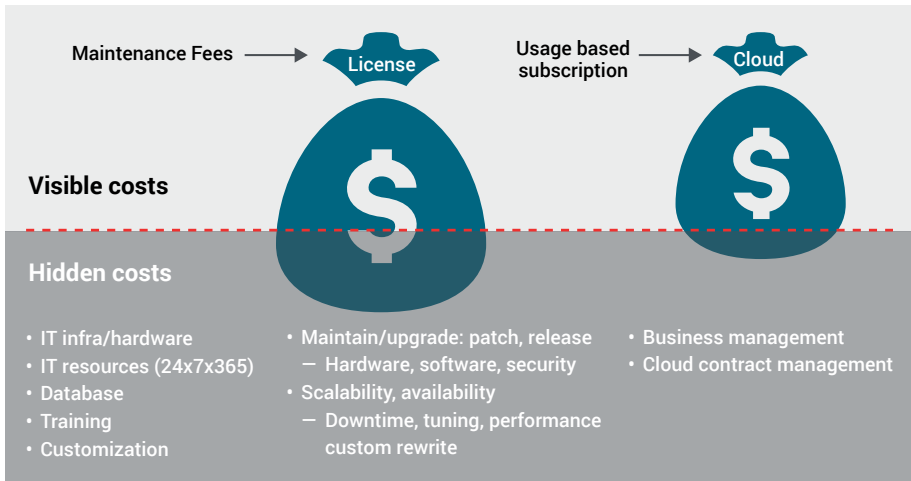 Maintenance Fees
License
Usage based
subscription
Cloud
$
$
Visible costs
Hidden costs
• IT infra/hardware
• IT resources (24x7x365)
• Database
• Training
• Customization
• Maintain/upgrade: patch, release
— Hardware, software, security
• Scalability, availability
— Downtime, tuning, performance
custom rewrite
• Business management
• Cloud contract management